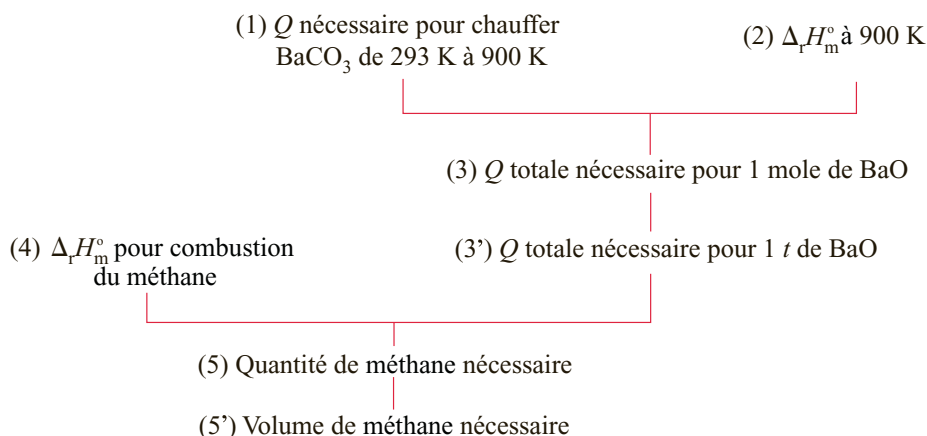 (1) Q nécessaire pour chauffer
BaCO₃ de 293 K à 900 K
(2) ΔᵣH°ₘ à 900 K
(3) Q totale nécessaire pour 1 mole de BaO
(4) ΔᵣH°ₘ pour combustion
du méthane
(3’) Q totale nécessaire pour 1 t de BaO
(5) Quantité de méthane nécessaire
(5’) Volume de méthane nécessaire